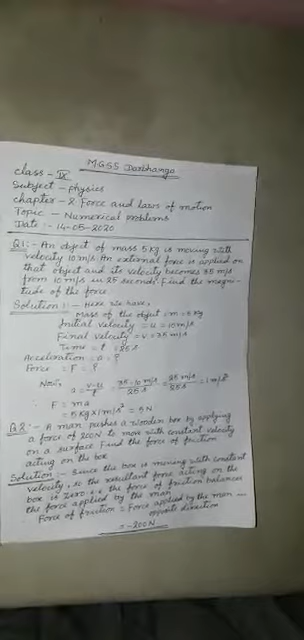 M.G.S.S Darbhanga
class - IX
Subject - physics
chapter - 2 Force and laws of motion
Topic - Numerical problems
Date :- 14-05-2020
Q1:- An object of mass 5 kg is moving with
velocity 10 m/s. An external force is applied on
that object and its velocity becomes 35 m/s
from 10 m/s in 25 seconds. Find the magni-
tude of the force
Solution :- Here we have,
Mass of the object = m = 5 kg
Initial velocity = u = 10 m/s
Final velocity = v = 35 m/s
Time = t = 25 s
Acceleration = a = ?
Force = F = ?
Now, a = v-u/t = 35-10 m/s / 25 s = 25 m/s / 25 s = 1 m/s²
F = ma
= 5 kg x 1 m/s² = 5 N
Q2:- A man pushes a wooden box by applying
a force of 200N to move with constant velocity
on a surface. Find the force of friction
acting on the box
Solution :- Since the box is moving with constant
velocity, so the resultant force acting on the
box is zero i.e the force of friction balances
the force applied by the man
Force of friction = Force applied by the man
opposite direction
= -200N